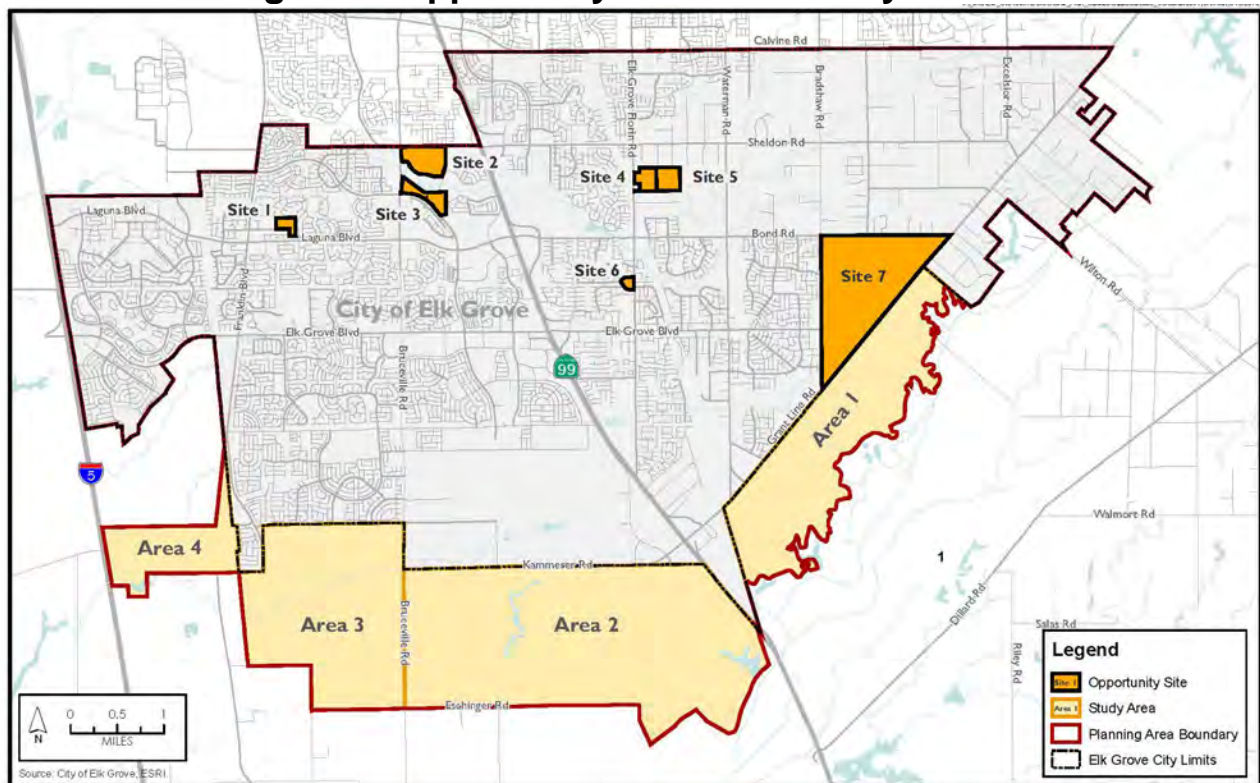 Calvine Rd
Elk Grove Florin Rd
Waterman Rd
Bradshaw Rd
Excelsior Rd
Sheldon Rd
Site 2
Site 4
Site 5
Laguna Blvd
Site 1
Site 3
Laguna Blvd
Bond Rd
Wilton Rd
Site 6
Site 7
Franklin Blvd
City of Elk Grove
Elk Grove Blvd
Elk Grove Blvd
Bruceville Rd
99
Grant Line Rd
Area 1
5
Walmort Rd
Area 4
Kammerer Rd
1
Dillard Rd
Bruceville Rd
Area 3
Area 2
Salas Rd
Riley Rd
Eschinger Rd
Legend
Site 1 Opportunity Site
Area 1 Study Area
Planning Area Boundary
Elk Grove City Limits
N
0 0.5 1
MILES
Source: City of Elk Grove, ESRI